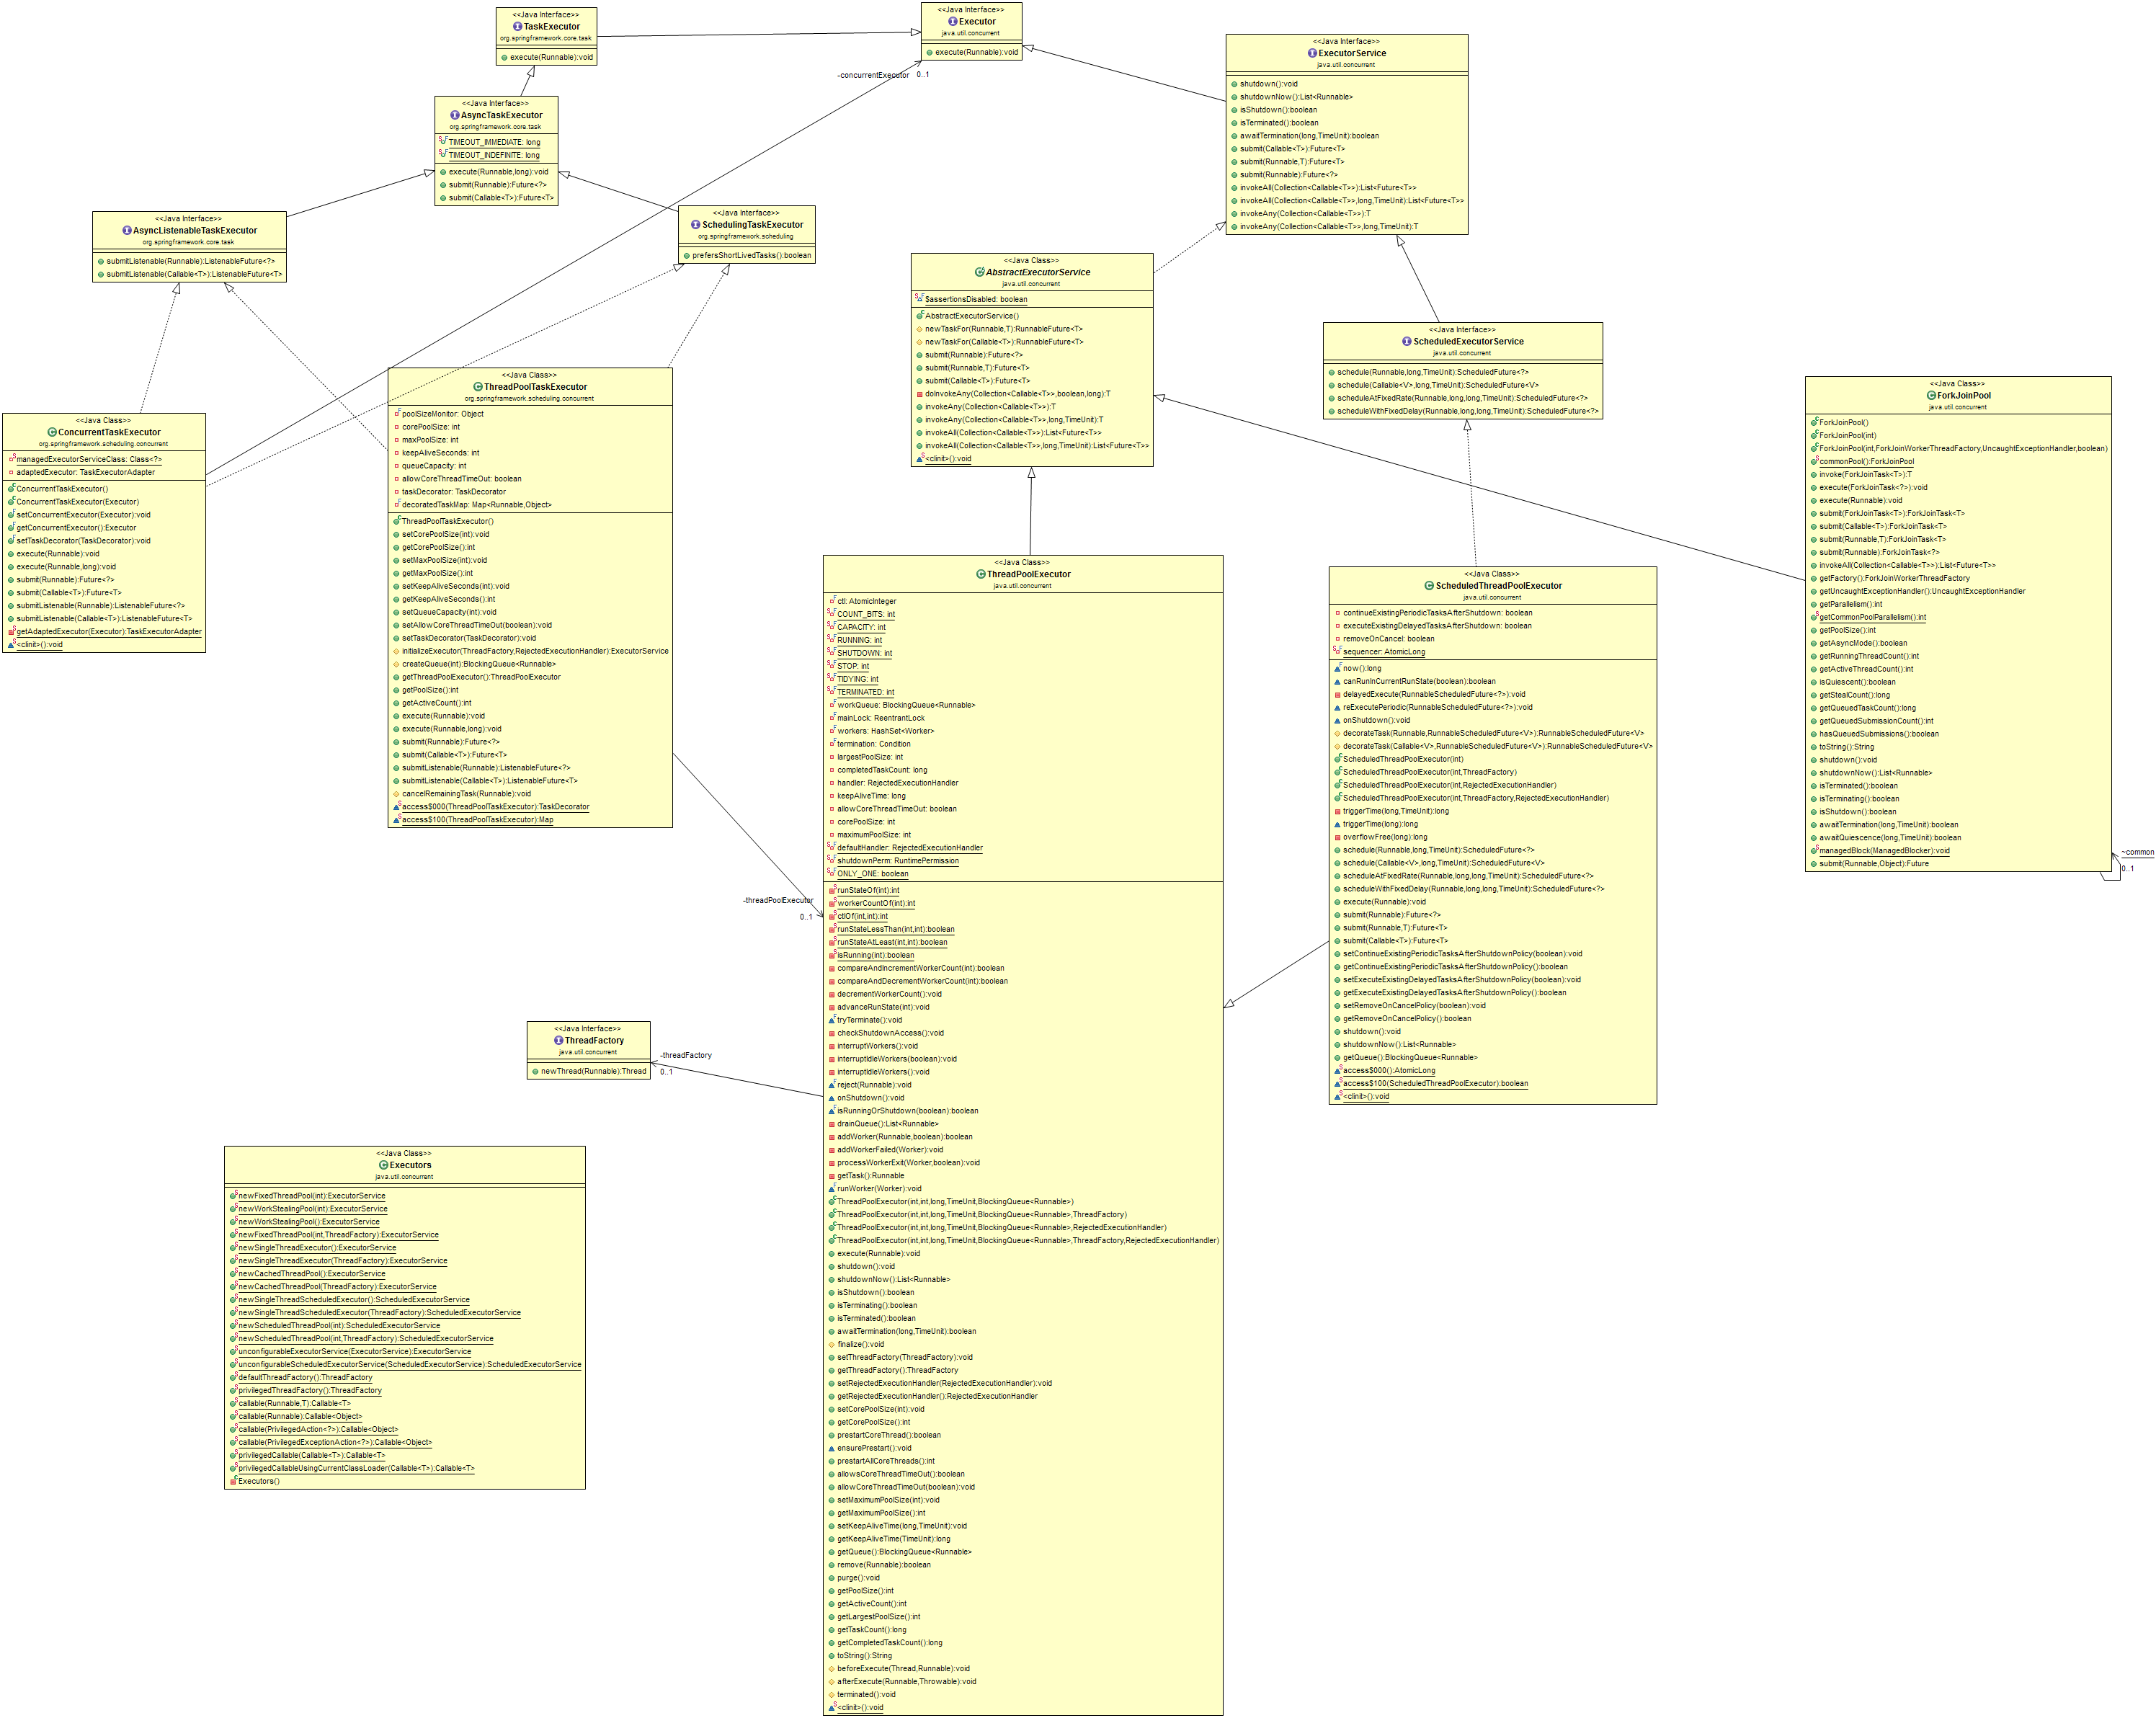 <<Java Interface>>
TaskExecutor
org.springframework.core.task
execute(Runnable):void
<<Java Interface>>
Executor
java.util.concurrent
execute(Runnable):void
-concurrentExecutor
0..1
<<Java Interface>>
ExecutorService
java.util.concurrent
shutdown():void
shutdownNow():List<Runnable>
isShutdown():boolean
isTerminated():boolean
awaitTermination(long,TimeUnit):boolean
submit(Callable<T>):Future<T>
submit(Runnable,T):Future<T>
submit(Runnable):Future<?>
invokeAll(Collection<Callable<T>>):List<Future<T>>
invokeAll(Collection<Callable<T>>,long,TimeUnit):List<Future<T>>
invokeAny(Collection<Callable<T>>):T
invokeAny(Collection<Callable<T>>,long,TimeUnit):T
<<Java Interface>>
AsyncTaskExecutor
org.springframework.core.task
TIMEOUT_IMMEDIATE: long
TIMEOUT_INDEFINITE: long
execute(Runnable,long):void
submit(Runnable):Future<?>
submit(Callable<T>):Future<T>
<<Java Interface>>
AsyncListenableTaskExecutor
org.springframework.core.task
submitListenable(Runnable):ListenableFuture<?>
submitListenable(Callable<T>):ListenableFuture<T>
<<Java Interface>>
SchedulingTaskExecutor
org.springframework.scheduling
prefersShortLivedTasks():boolean
<<Java Class>>
AbstractExecutorService
java.util.concurrent
$assertionsDisabled: boolean
AbstractExecutorService()
newTaskFor(Runnable,T):RunnableFuture<T>
newTaskFor(Callable<T>):RunnableFuture<T>
submit(Runnable):Future<?>
submit(Runnable,T):Future<T>
submit(Callable<T>):Future<T>
doInvokeAny(Collection<Callable<T>>,boolean,long):T
invokeAny(Collection<Callable<T>>):T
invokeAny(Collection<Callable<T>>,long,TimeUnit):T
invokeAll(Collection<Callable<T>>):List<Future<T>>
invokeAll(Collection<Callable<T>>,long,TimeUnit):List<Future<T>>
<clinit>():void
<<Java Interface>>
ScheduledExecutorService
java.util.concurrent
schedule(Runnable,long,TimeUnit):ScheduledFuture<?>
schedule(Callable<V>,long,TimeUnit):ScheduledFuture<V>
scheduleAtFixedRate(Runnable,long,long,TimeUnit):ScheduledFuture<?>
scheduleWithFixedDelay(Runnable,long,long,TimeUnit):ScheduledFuture<?>
<<Java Class>>
ConcurrentTaskExecutor
org.springframework.scheduling.concurrent
managedExecutorServiceClass: Class<?>
adaptedExecutor: TaskExecutorAdapter
ConcurrentTaskExecutor()
ConcurrentTaskExecutor(Executor)
setConcurrentExecutor(Executor):void
getConcurrentExecutor():Executor
setTaskDecorator(TaskDecorator):void
execute(Runnable):void
execute(Runnable,long):void
submit(Runnable):Future<?>
submit(Callable<T>):Future<T>
submitListenable(Runnable):ListenableFuture<?>
submitListenable(Callable<T>):ListenableFuture<T>
getAdaptedExecutor(Executor):TaskExecutorAdapter
<clinit>():void
<<Java Class>>
ThreadPoolTaskExecutor
org.springframework.scheduling.concurrent
poolSizeMonitor: Object
corePoolSize: int
maxPoolSize: int
keepAliveSeconds: int
queueCapacity: int
allowCoreThreadTimeOut: boolean
taskDecorator: TaskDecorator
decoratedTaskMap: Map<Runnable,Object>
ThreadPoolTaskExecutor()
setCorePoolSize(int):void
getCorePoolSize():int
setMaxPoolSize(int):void
getMaxPoolSize():int
setKeepAliveSeconds(int):void
getKeepAliveSeconds():int
setQueueCapacity(int):void
setAllowCoreThreadTimeOut(boolean):void
setTaskDecorator(TaskDecorator):void
initializeExecutor(ThreadFactory,RejectedExecutionHandler):ExecutorService
createQueue(int):BlockingQueue<Runnable>
getThreadPoolExecutor():ThreadPoolExecutor
getPoolSize():int
getActiveCount():int
execute(Runnable):void
execute(Runnable,long):void
submit(Runnable):Future<?>
submit(Callable<T>):Future<T>
submitListenable(Runnable):ListenableFuture<?>
submitListenable(Callable<T>):ListenableFuture<T>
cancelRemainingTask(Runnable):void
access$000(ThreadPoolTaskExecutor):TaskDecorator
access$100(ThreadPoolTaskExecutor):Map
-threadPoolExecutor
0..1
<<Java Class>>
ForkJoinPool
java.util.concurrent
ForkJoinPool()
ForkJoinPool(int)
ForkJoinPool(int,ForkJoinWorkerThreadFactory,UncaughtExceptionHandler,boolean)
commonPool():ForkJoinPool
invoke(ForkJoinTask<T>):T
execute(ForkJoinTask<?>):void
execute(Runnable):void
submit(ForkJoinTask<T>):ForkJoinTask<T>
submit(Callable<T>):ForkJoinTask<T>
submit(Runnable,T):ForkJoinTask<T>
submit(Runnable):ForkJoinTask<?>
invokeAll(Collection<Callable<T>>):List<Future<T>>
getFactory():ForkJoinWorkerThreadFactory
getUncaughtExceptionHandler():UncaughtExceptionHandler
getParallelism():int
getCommonPoolParallelism():int
getPoolSize():int
getAsyncMode():boolean
getRunningThreadCount():int
getActiveThreadCount():int
isQuiescent():boolean
getStealCount():long
getQueuedTaskCount():long
getQueuedSubmissionCount():int
hasQueuedSubmissions():boolean
toString():String
shutdown():void
shutdownNow():List<Runnable>
isTerminated():boolean
isTerminating():boolean
isShutdown():boolean
awaitTermination(long,TimeUnit):boolean
awaitQuiescence(long,TimeUnit):boolean
managedBlock(ManagedBlocker):void
submit(Runnable,Object):Future
~common
0..1
<<Java Class>>
ThreadPoolExecutor
java.util.concurrent
ctl: AtomicInteger
COUNT_BITS: int
CAPACITY: int
RUNNING: int
SHUTDOWN: int
STOP: int
TIDYING: int
TERMINATED: int
workQueue: BlockingQueue<Runnable>
mainLock: ReentrantLock
workers: HashSet<Worker>
termination: Condition
largestPoolSize: int
completedTaskCount: long
handler: RejectedExecutionHandler
keepAliveTime: long
allowCoreThreadTimeOut: boolean
corePoolSize: int
maximumPoolSize: int
defaultHandler: RejectedExecutionHandler
shutdownPerm: RuntimePermission
ONLY_ONE: boolean
runStateOf(int):int
workerCountOf(int):int
ctlOf(int,int):int
runStateLessThan(int,int):boolean
runStateAtLeast(int,int):boolean
isRunning(int):boolean
compareAndIncrementWorkerCount(int):boolean
compareAndDecrementWorkerCount(int):boolean
decrementWorkerCount():void
advanceRunState(int):void
tryTerminate():void
checkShutdownAccess():void
interruptWorkers():void
interruptIdleWorkers(boolean):void
interruptIdleWorkers():void
reject(Runnable):void
onShutdown():void
isRunningOrShutdown(boolean):boolean
drainQueue():List<Runnable>
addWorker(Runnable,boolean):boolean
addWorkerFailed(Worker):void
processWorkerExit(Worker,boolean):void
getTask():Runnable
runWorker(Worker):void
ThreadPoolExecutor(int,int,long,TimeUnit,BlockingQueue<Runnable>)
ThreadPoolExecutor(int,int,long,TimeUnit,BlockingQueue<Runnable>,ThreadFactory)
ThreadPoolExecutor(int,int,long,TimeUnit,BlockingQueue<Runnable>,RejectedExecutionHandler)
ThreadPoolExecutor(int,int,long,TimeUnit,BlockingQueue<Runnable>,ThreadFactory,RejectedExecutionHandler)
execute(Runnable):void
shutdown():void
shutdownNow():List<Runnable>
isShutdown():boolean
isTerminating():boolean
isTerminated():boolean
awaitTermination(long,TimeUnit):boolean
finalize():void
setThreadFactory(ThreadFactory):void
getThreadFactory():ThreadFactory
setRejectedExecutionHandler(RejectedExecutionHandler):void
getRejectedExecutionHandler():RejectedExecutionHandler
setCorePoolSize(int):void
getCorePoolSize():int
prestartCoreThread():boolean
ensurePrestart():void
prestartAllCoreThreads():int
allowsCoreThreadTimeOut():boolean
allowCoreThreadTimeOut(boolean):void
setMaximumPoolSize(int):void
getMaximumPoolSize():int
setKeepAliveTime(long,TimeUnit):void
getKeepAliveTime(TimeUnit):long
getQueue():BlockingQueue<Runnable>
remove(Runnable):boolean
purge():void
getPoolSize():int
getActiveCount():int
getLargestPoolSize():int
getTaskCount():long
getCompletedTaskCount():long
toString():String
beforeExecute(Thread,Runnable):void
afterExecute(Runnable,Throwable):void
terminated():void
<clinit>():void
<<Java Class>>
ScheduledThreadPoolExecutor
java.util.concurrent
continueExistingPeriodicTasksAfterShutdown: boolean
executeExistingDelayedTasksAfterShutdown: boolean
removeOnCancel: boolean
sequencer: AtomicLong
now():long
canRunInCurrentRunState(boolean):boolean
delayedExecute(RunnableScheduledFuture<?>):void
reExecutePeriodic(RunnableScheduledFuture<?>):void
onShutdown():void
decorateTask(Runnable,RunnableScheduledFuture<V>):RunnableScheduledFuture<V>
decorateTask(Callable<V>,RunnableScheduledFuture<V>):RunnableScheduledFuture<V>
ScheduledThreadPoolExecutor(int)
ScheduledThreadPoolExecutor(int,ThreadFactory)
ScheduledThreadPoolExecutor(int,RejectedExecutionHandler)
ScheduledThreadPoolExecutor(int,ThreadFactory,RejectedExecutionHandler)
triggerTime(long,TimeUnit):long
triggerTime(long):long
overflowFree(long):long
schedule(Runnable,long,TimeUnit):ScheduledFuture<?>
schedule(Callable<V>,long,TimeUnit):ScheduledFuture<V>
scheduleAtFixedRate(Runnable,long,long,TimeUnit):ScheduledFuture<?>
scheduleWithFixedDelay(Runnable,long,long,TimeUnit):ScheduledFuture<?>
execute(Runnable):void
submit(Runnable):Future<?>
submit(Runnable,T):Future<T>
submit(Callable<T>):Future<T>
setContinueExistingPeriodicTasksAfterShutdownPolicy(boolean):void
getContinueExistingPeriodicTasksAfterShutdownPolicy():boolean
setExecuteExistingDelayedTasksAfterShutdownPolicy(boolean):void
getExecuteExistingDelayedTasksAfterShutdownPolicy():boolean
setRemoveOnCancelPolicy(boolean):void
getRemoveOnCancelPolicy():boolean
shutdown():void
shutdownNow():List<Runnable>
getQueue():BlockingQueue<Runnable>
access$000():AtomicLong
access$100(ScheduledThreadPoolExecutor):boolean
<clinit>():void
<<Java Interface>>
ThreadFactory
java.util.concurrent
newThread(Runnable):Thread
-threadFactory
0..1
<<Java Class>>
Executors
java.util.concurrent
newFixedThreadPool(int):ExecutorService
newWorkStealingPool(int):ExecutorService
newWorkStealingPool():ExecutorService
newFixedThreadPool(int,ThreadFactory):ExecutorService
newSingleThreadExecutor():ExecutorService
newSingleThreadExecutor(ThreadFactory):ExecutorService
newCachedThreadPool():ExecutorService
newCachedThreadPool(ThreadFactory):ExecutorService
newSingleThreadScheduledExecutor():ScheduledExecutorService
newSingleThreadScheduledExecutor(ThreadFactory):ScheduledExecutorService
newScheduledThreadPool(int):ScheduledExecutorService
newScheduledThreadPool(int,ThreadFactory):ScheduledExecutorService
unconfigurableExecutorService(ExecutorService):ExecutorService
unconfigurableScheduledExecutorService(ScheduledExecutorService):ScheduledExecutorService
defaultThreadFactory():ThreadFactory
privilegedThreadFactory():ThreadFactory
callable(Runnable,T):Callable<T>
callable(Runnable):Callable<Object>
callable(PrivilegedAction<?>):Callable<Object>
callable(PrivilegedExceptionAction<?>):Callable<Object>
privilegedCallable(Callable<T>):Callable<T>
privilegedCallableUsingCurrentClassLoader(Callable<T>):Callable<T>
Executors()